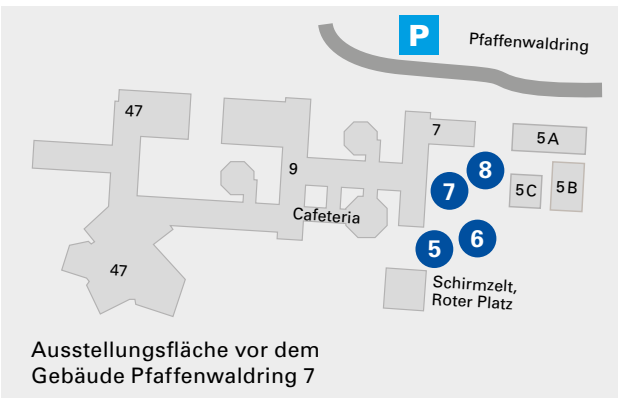 P
Pfaffenwaldring
47
7
5A
9
8
7
5C
5B
Cafeteria
5
6
47
Schirmzelt,
Roter Platz
Ausstellungsfläche vor dem
Gebäude Pfaffenwaldring 7